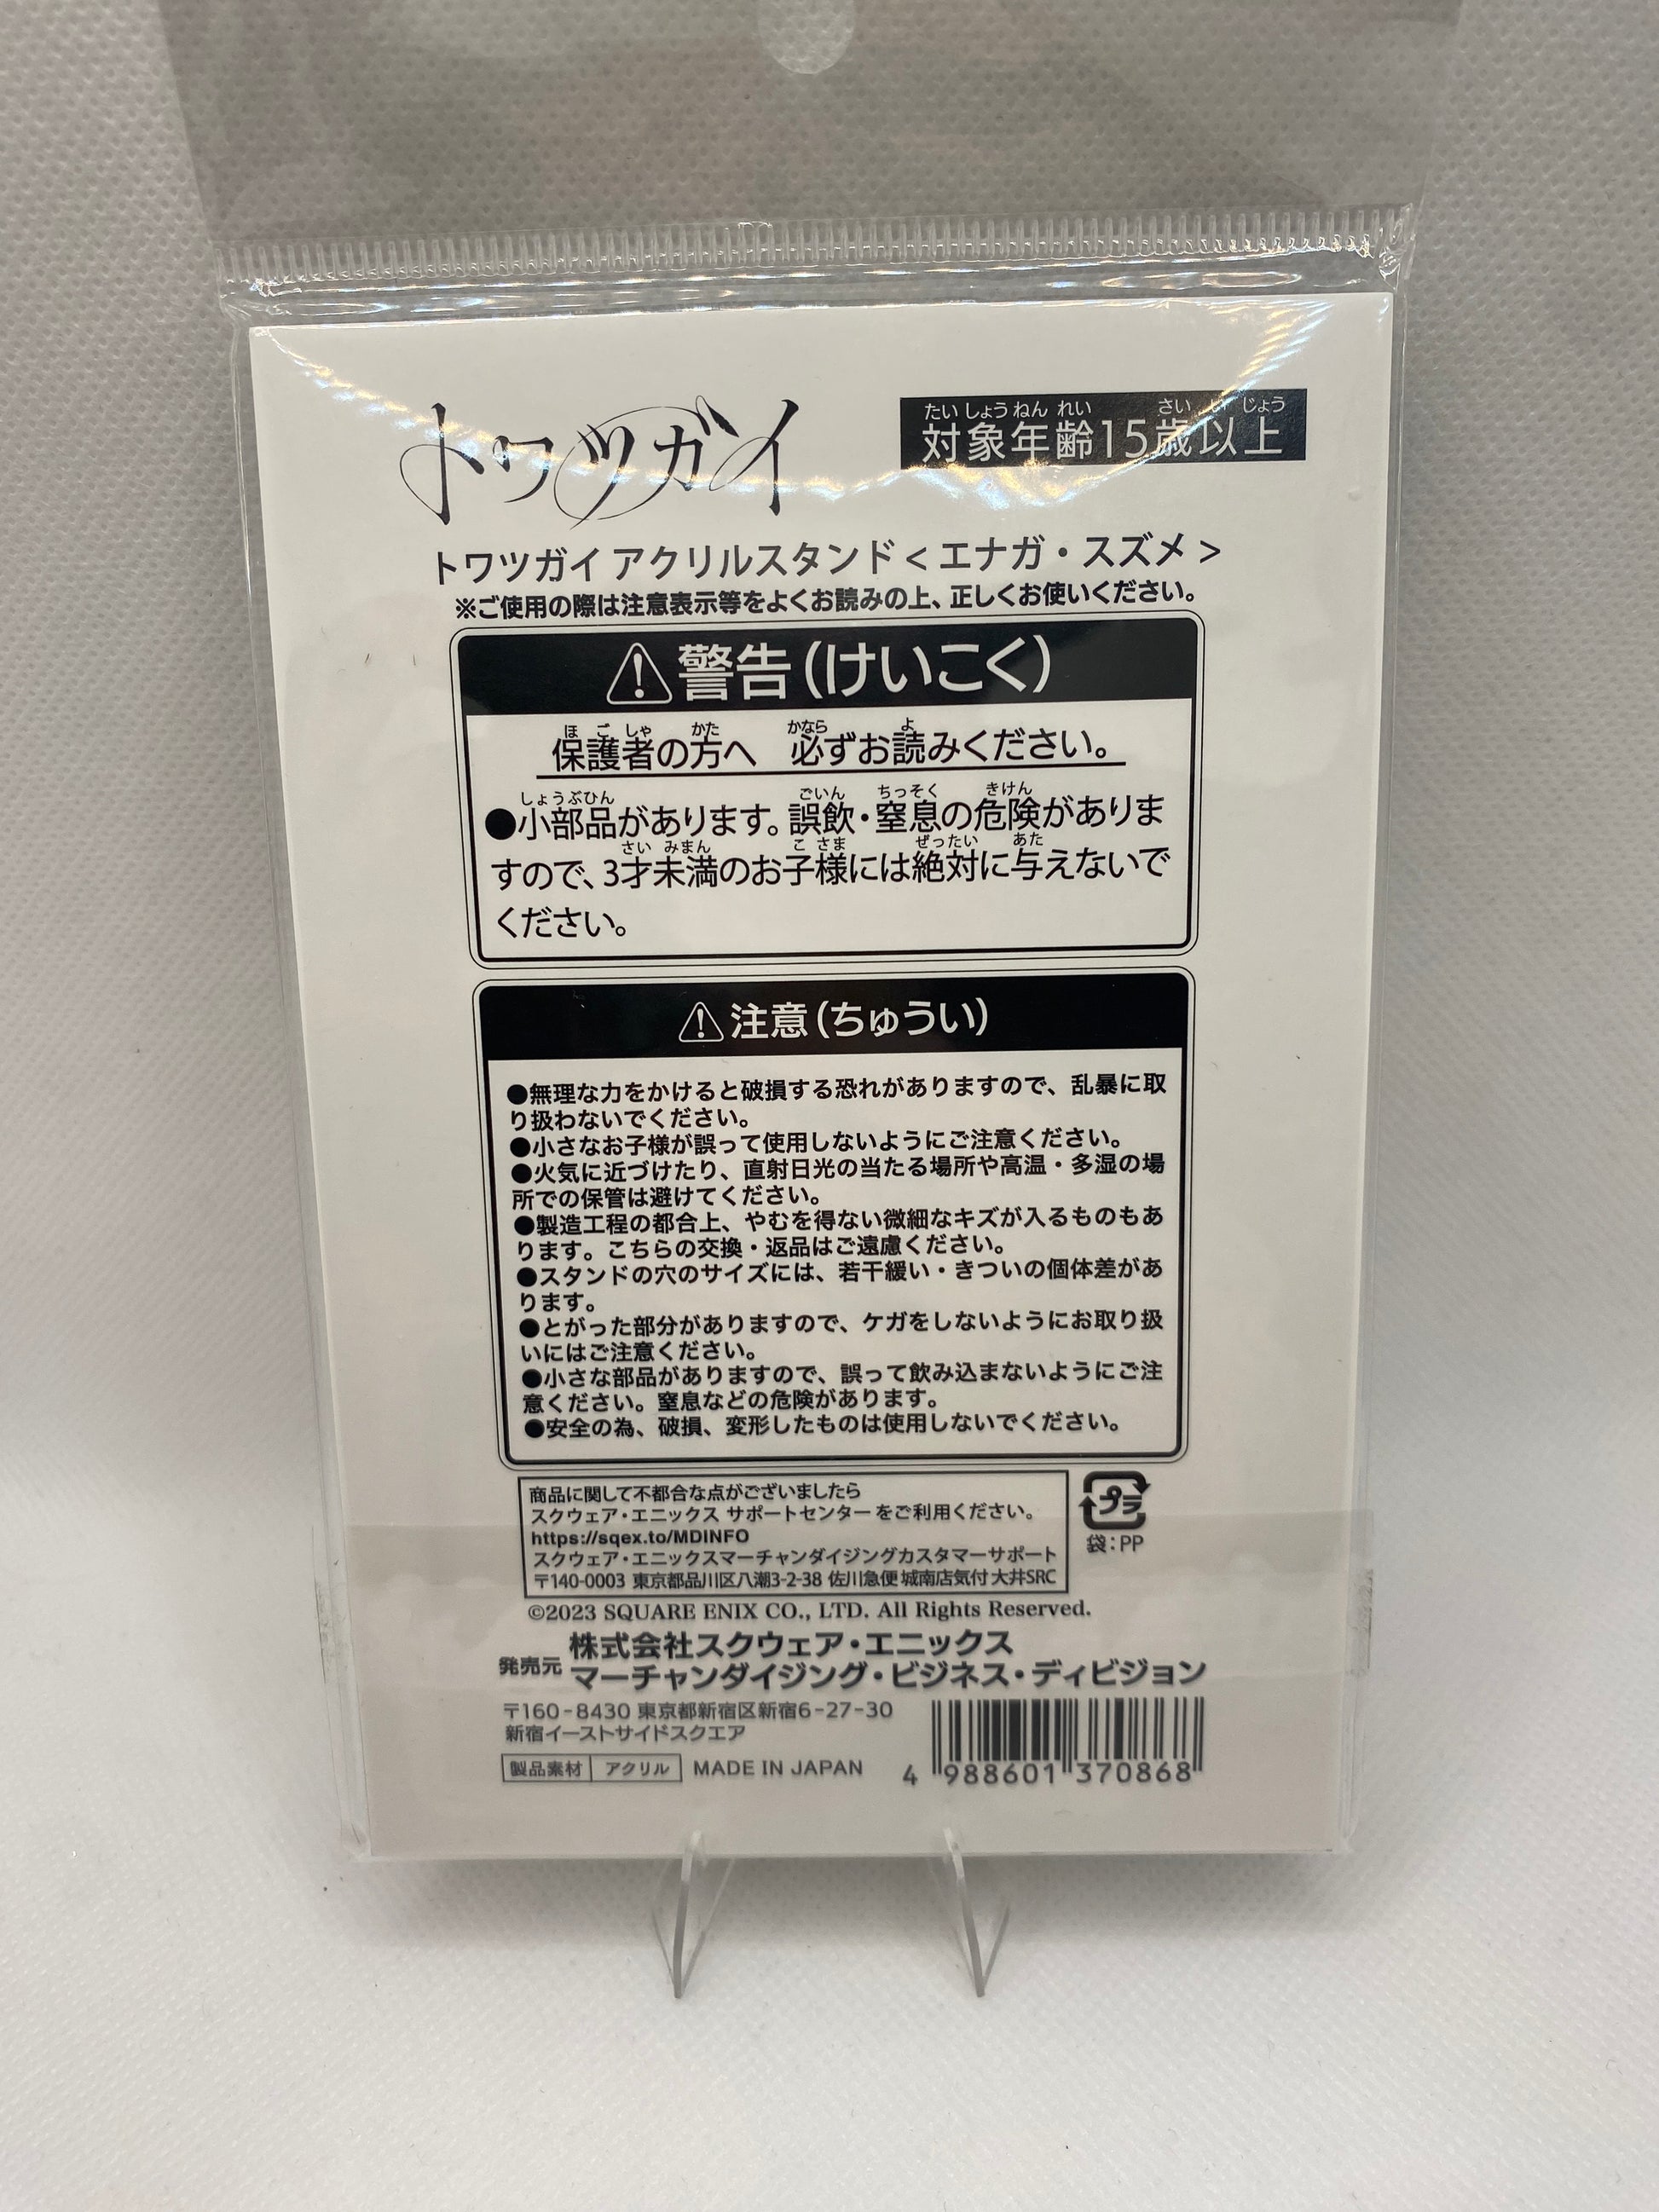 トワツガイ
対象年齢15歳以上
たいしょうねんれい さいいじょう
トワツガイ アクリルスタンド < エナガ・スズメ >
※ご使用の際は注意表示等をよくお読みの上、正しくお使いください。
警告(けいこく)
ほごしゃ かた かなら よ
保護者の方へ 必ずお読みください。
しょうぶひん ごいん ちっそく きけん
●小部品があります。誤飲・窒息の危険がありま
さい みまん こ さま ぜったい あた
すので、3才未満のお子様には絶対に与えないで
ください。
注意(ちゅうい)
●無理な力をかけると破損する恐れがありますので、乱暴に取
り扱わないでください。
●小さなお子様が誤って使用しないようにご注意ください。
●火気に近づけたり、直射日光の当たる場所や高温・多湿の場
所での保管は避けてください。
●製造工程の都合上、やむを得ない微細なキズが入るものもあ
ります。こちらの交換・返品はご遠慮ください。
●スタンドの穴のサイズには、若干緩い・きついの個体差があ
ります。
●とがった部分がありますので、ケガをしないようにお取り扱
いにはご注意ください。
●小さな部品がありますので、誤って飲み込まないようにご注
意ください。窒息などの危険があります。
●安全の為、破損、変形したものは使用しないでください。
商品に関して不都合な点がございましたら
スクウェア・エニックス サポートセンターをご利用ください。
https://sqex.to/MDINFO
スクウェア・エニックスマーチャンダイジングカスタマーサポート
〒140-0003 東京都品川区八潮3-2-38 佐川急便 城南店気付 大井SRC
プラ
袋:PP
©2023 SQUARE ENIX CO., LTD. All Rights Reserved.
発売元 株式会社スクウェア・エニックス
マーチャンダイジング・ビジネス・ディビジョン
〒160-8430 東京都新宿区新宿6-27-30
新宿イーストサイドスクエア
製品素材 アクリル MADE IN JAPAN
4 988601 370868